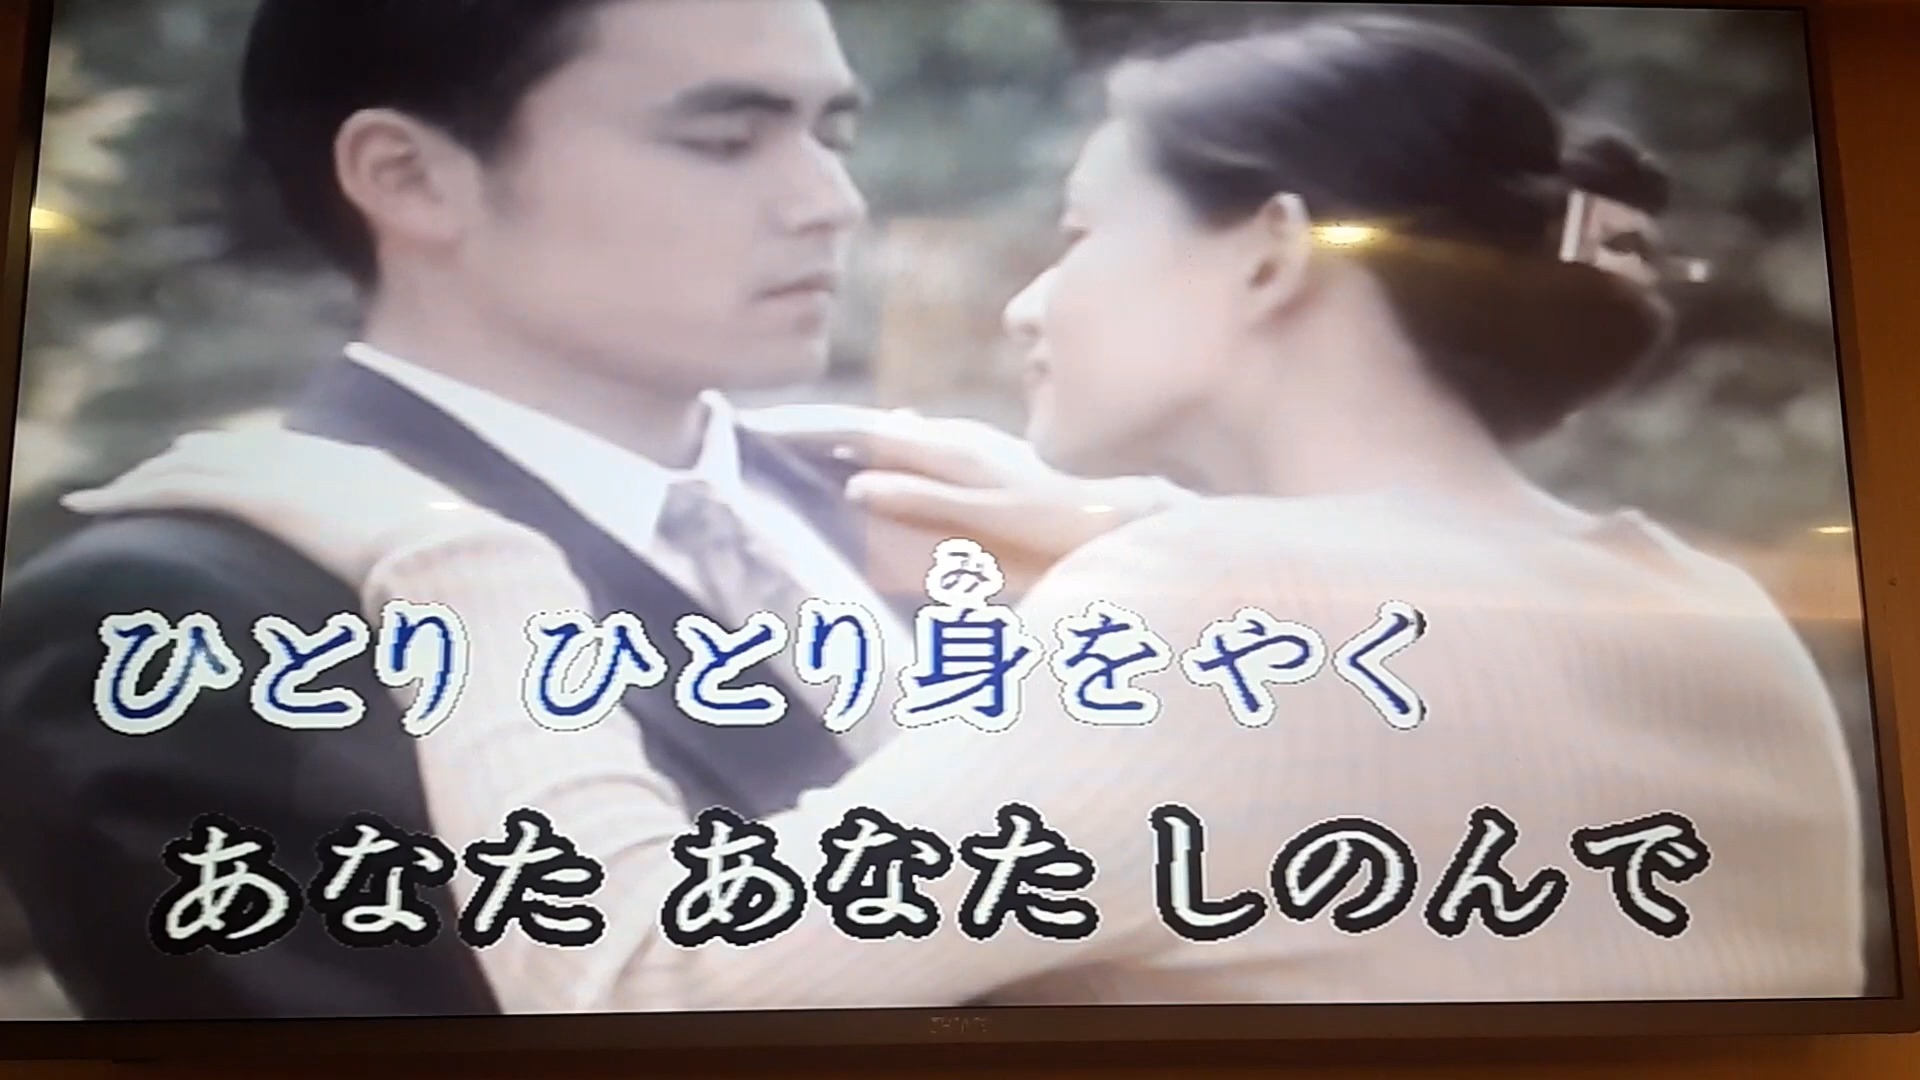 み
ひとり ひとり身をやく
あなた あなた しのんで